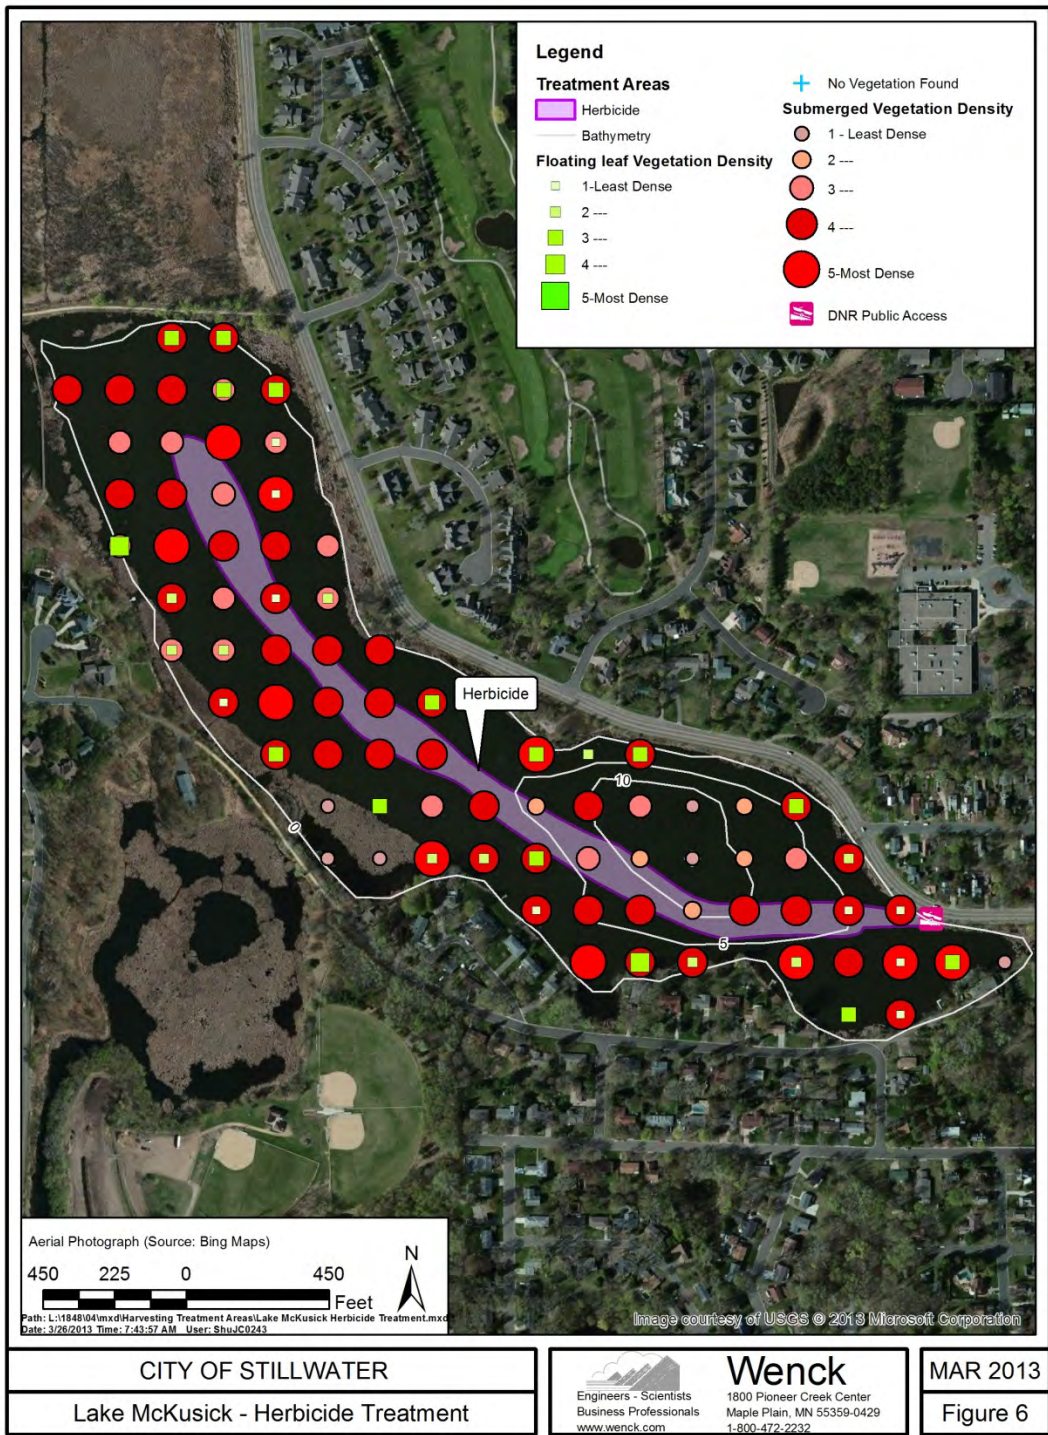 Legend
Treatment Areas
Herbicide
Bathymetry
Floating leaf Vegetation Density
1-Least Dense
2 ---
3 ---
4 ---
5-Most Dense
No Vegetation Found
Submerged Vegetation Density
1 - Least Dense
2 ---
3 ---
4 ---
5-Most Dense
DNR Public Access
Herbicide
10
0
5
Aerial Photograph (Source: Bing Maps)
N
450 225 0 450
Feet
Path: L:\1848\04\mxd\Harvesting Treatment Areas\Lake McKusick Herbicide Treatment.mxd
Date: 3/26/2013 Time: 7:43:57 AM User: ShuJC0243
Image courtesy of USGS © 2013 Microsoft Corporation
CITY OF STILLWATER
Lake McKusick - Herbicide Treatment
Engineers - Scientists
Business Professionals
www.wenck.com
Wenck
1800 Pioneer Creek Center
Maple Plain, MN 55359-0429
1-800-472-2232
MAR 2013
Figure 6